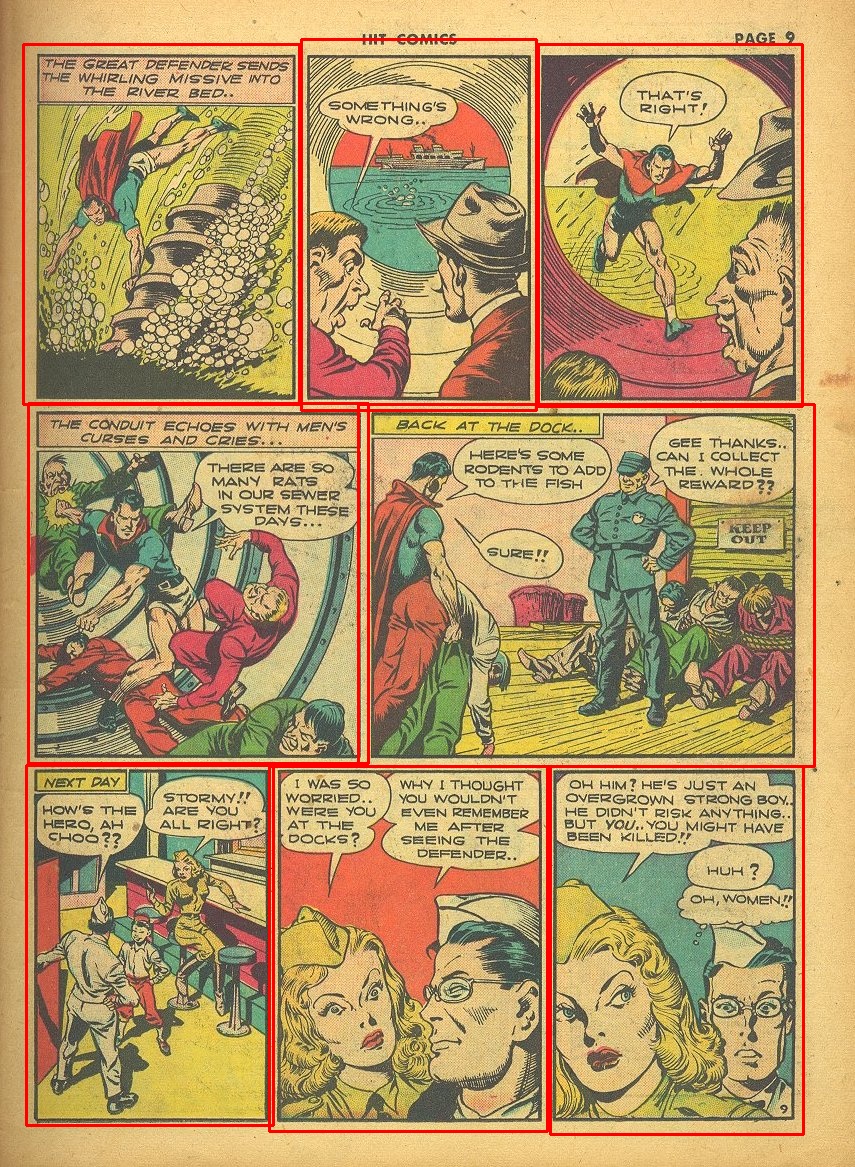 HIT COMICS
PAGE 9
THE GREAT DEFENDER SENDS
THE WHIRLING MISSIVE INTO
THE RIVER BED..
SOMETHING'S
WRONG..
THAT'S
RIGHT!
THE CONDUIT ECHOES WITH MEN'S
CURSES AND CRIES...
THERE ARE SO
MANY RATS
IN OUR SEWER
SYSTEM THESE
DAYS...
BACK AT THE DOCK..
HERE'S SOME
RODENTS TO ADD
TO THE FISH
SURE!!
GEE THANKS..
CAN I COLLECT
THE WHOLE
REWARD??
KEEP
OUT
NEXT DAY
HOW'S THE
HERO, AH
CHOO??
STORMY!!
ARE YOU
ALL RIGHT?
I WAS SO
WORRIED..
WERE YOU
AT THE
DOCKS?
WHY I THOUGHT
YOU WOULDN'T
EVEN REMEMBER
ME AFTER
SEEING THE
DEFENDER..
OH HIM? HE'S JUST AN
OVERGROWN STRONG BOY..
HE DIDN'T RISK ANYTHING..
BUT YOU..YOU MIGHT HAVE
BEEN KILLED!!
HUH?
OH, WOMEN!!
9